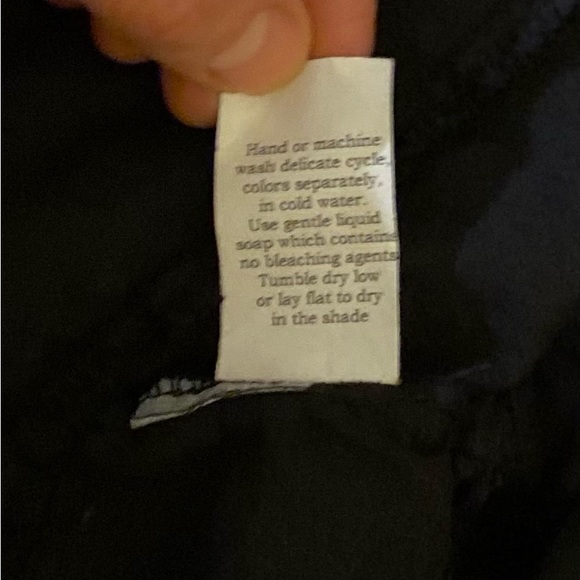 Hand or machine
wash delicate cycle,
colors separately,
in cold water.
Use gentle liquid
soap which contains
no bleaching agents
Tumble dry low
or lay flat to dry
in the shade